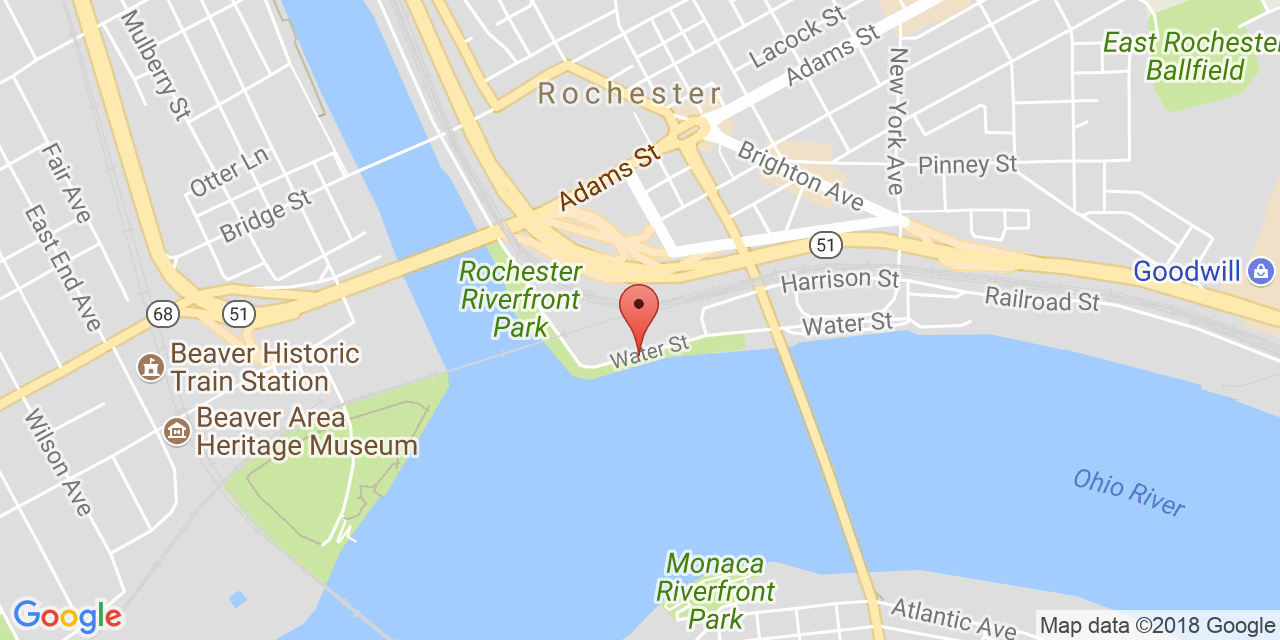 Mulberry St
Lacock St
Adams St
East Rochester
Ballfield
Rochester
New York Ave
Fair Ave
Otter Ln
Adams St
Brighton Ave
Pinney St
Bridge St
East End Ave
51
Rochester
Riverfront
Park
Harrison St
Goodwill
Railroad St
68
51
Water St
Water St
Beaver Historic
Train Station
Beaver Area
Heritage Museum
Wilson Ave
Ohio River
Monaca
Riverfront
Park
Atlantic Ave
Google
Map data ©2018 Google